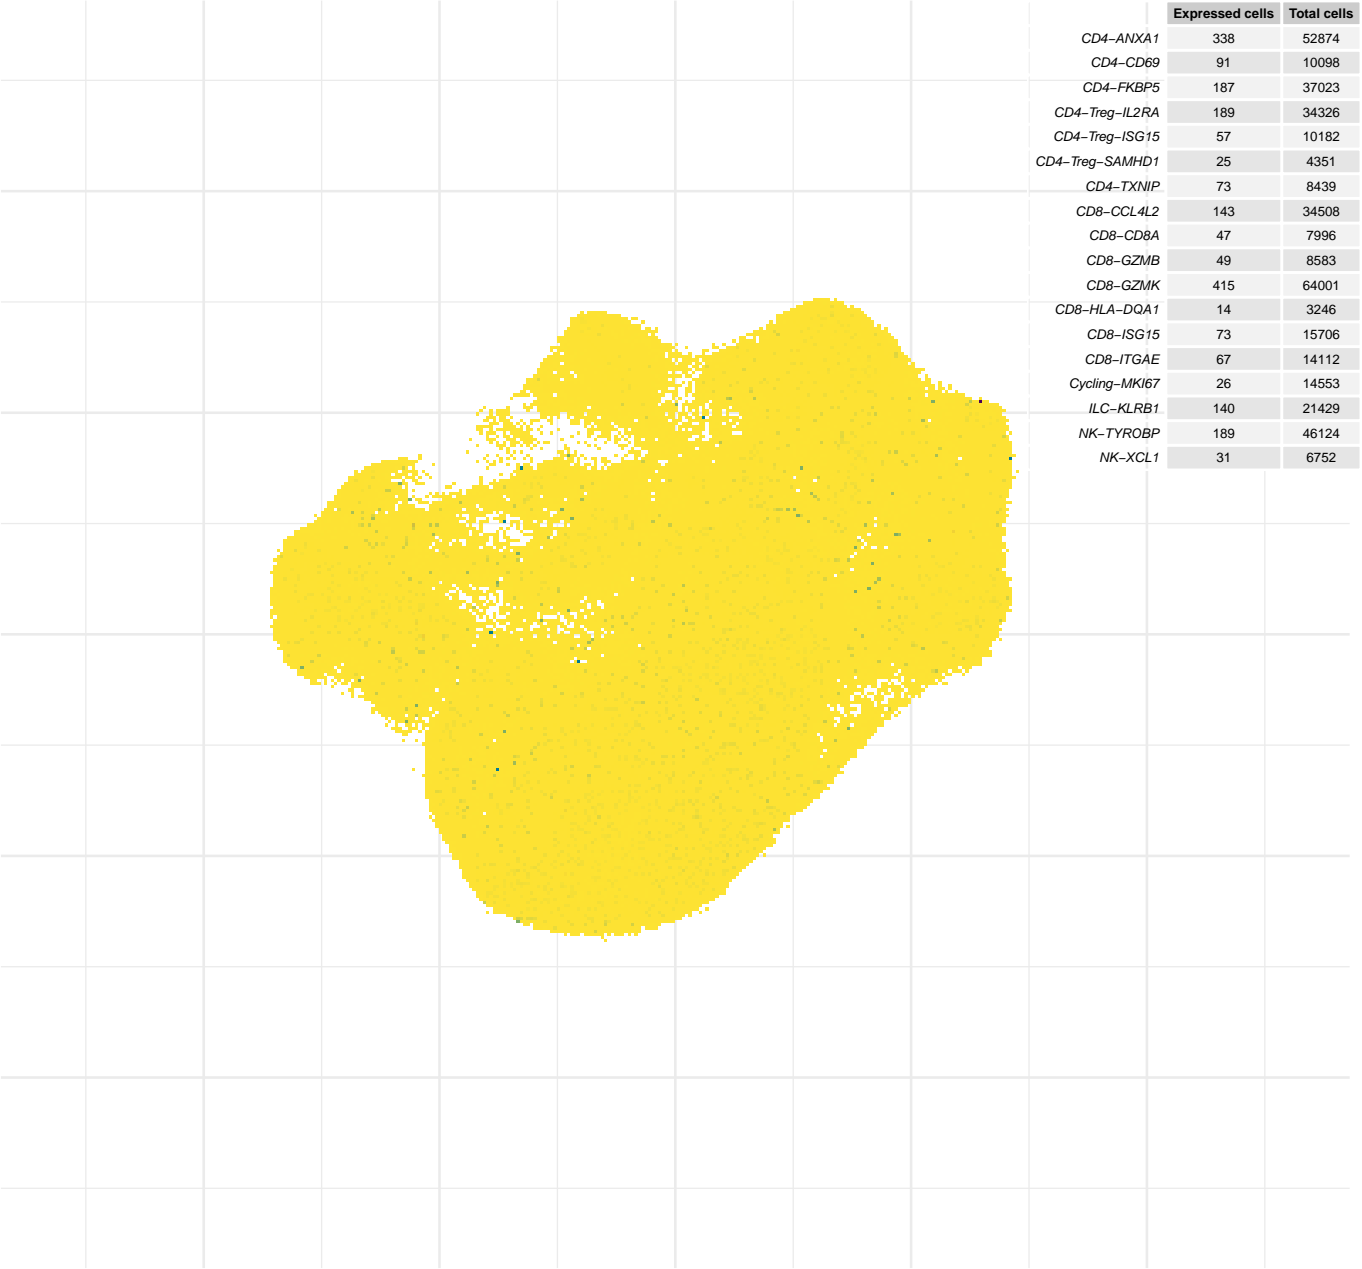 Expressed cells Total cells
CD4−ANXA1 338 52874
CD4−CD69 91 10098
CD4−FKBP5 187 37023
CD4−Treg−IL2RA 189 34326
CD4−Treg−ISG15 57 10182
CD4−Treg−SAMHD1 25 4351
CD4−TXNIP 73 8439
CD8−CCL4L2 143 34508
CD8−CD8A 47 7996
CD8−GZMB 49 8583
CD8−GZMK 415 64001
CD8−HLA−DQA1 14 3246
CD8−ISG15 73 15706
CD8−ITGAE 67 14112
Cycling−MKI67 26 14553
ILC−KLRB1 140 21429
NK−TYROBP 189 46124
NK−XCL1 31 6752